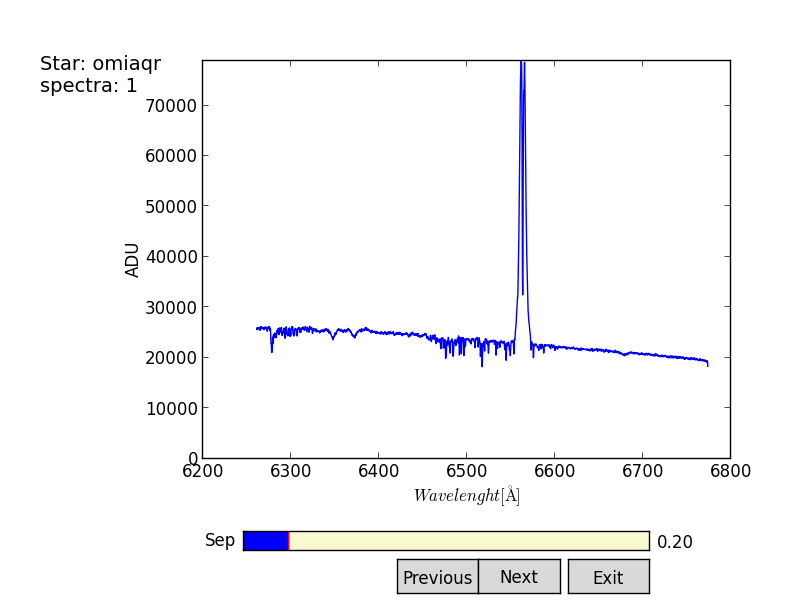 Star: omiaqr
spectra: 1
70000
60000
50000
40000
30000
20000
10000
0
ADU
6200 6300 6400 6500 6600 6700 6800
Wavelenght[Å]
Sep 0.20
Previous Next Exit